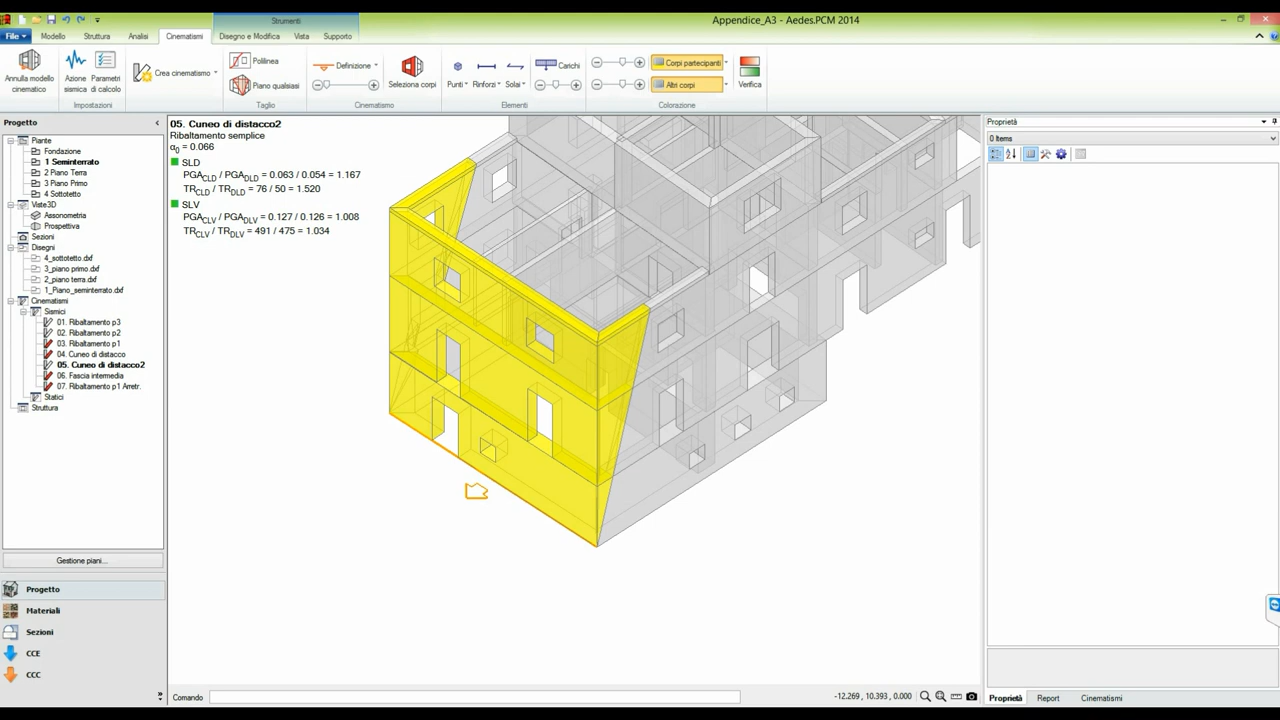 Strumenti
Appendice_A3 - Aedes.PCM 2014
File
Modello
Struttura
Analisi
Cinematismi
Disegno e Modifica
Vista
Supporto
Annulla modello
cinematico
Azione
sismica
Parametri
di calcolo
Impostazioni
Crea cinematismo
Polilinea
Piano qualsiasi
Taglio
Definizione
Cinematismo
Seleziona corpi
Punti
Rinforzi
Solai
Carichi
Elementi
Corpi partecipanti
Altri corpi
Colorazione
Verifica
Progetto
Piante
Fondazione
1 Seminterrato
2 Piano Terra
3 Piano Primo
4 Sottotetto
Viste3D
Assonometria
Prospettiva
Sezioni
Disegni
4_sottotetto.dxf
3_piano primo.dxf
2_piano terra.dxf
1_Piano_seminterrato.dxf
Cinematismi
Sismici
01. Ribaltamento p3
02. Ribaltamento p2
03. Ribaltamento p1
04. Cuneo di distacco
05. Cuneo di distacco2
06. Fascia intermedia
07. Ribaltamento p1 Arretr.
Statici
Struttura
Gestione piani...
Progetto
Materiali
Sezioni
CCE
CCC
05. Cuneo di distacco2
Ribaltamento semplice
α0 = 0.066
SLD
PGACLD / PGADLD = 0.063 / 0.054 = 1.167
TRCLD / TRDLD = 76 / 50 = 1.520
SLV
PGACLV / PGADLV = 0.127 / 0.126 = 1.008
TRCLV / TRDLV = 491 / 475 = 1.034
Comando
-12.269 , 10.393 , 0.000
Proprietà
0 Items
Proprietà
Report
Cinematismi